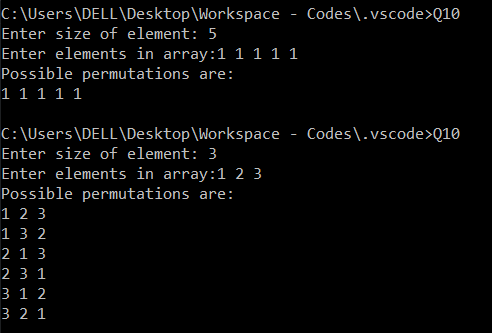 C:\Users\DELL\Desktop\Workspace - Codes\.vscode>Q10
Enter size of element: 5
Enter elements in array:1 1 1 1 1
Possible permutations are:
1 1 1 1 1
C:\Users\DELL\Desktop\Workspace - Codes\.vscode>Q10
Enter size of element: 3
Enter elements in array:1 2 3
Possible permutations are:
1 2 3
1 3 2
2 1 3
2 3 1
3 1 2
3 2 1